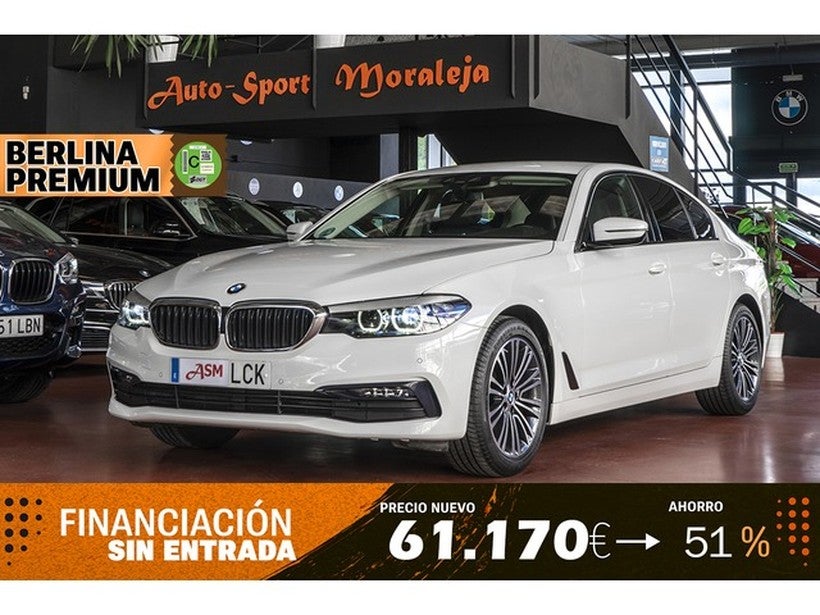 Auto-Sport Moraleja
BERLINA
PREMIUM
C
51 LBN
ASM LCK
FINANCIACIÓN
SIN ENTRADA
PRECIO NUEVO
61.170€
AHORRO
51 %